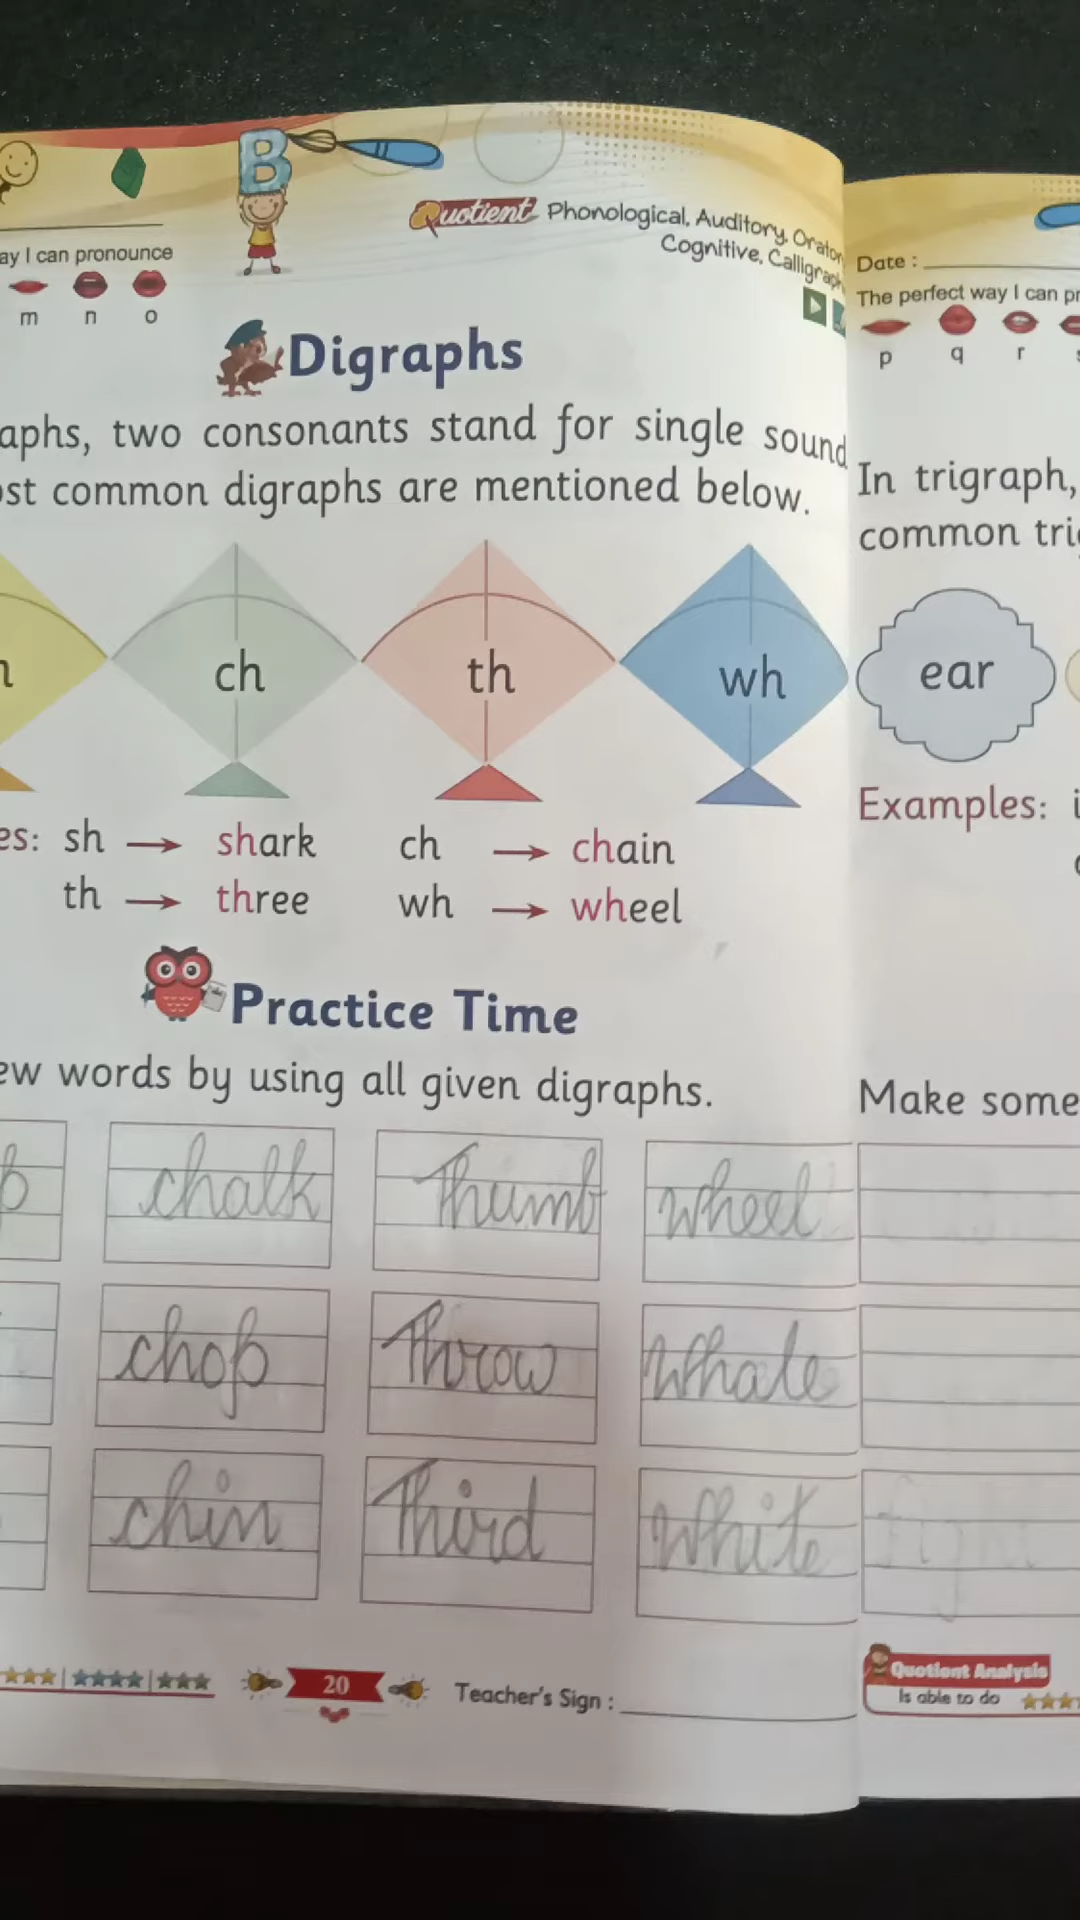 B
Quotient Phonological, Auditory, Orator
Cognitive, Calligraph
ay I can pronounce
m n o
Digraphs
aphs, two consonants stand for single sound
ost common digraphs are mentioned below.
ch th wh
es: sh → shark ch → chain
th → three wh → wheel
Practice Time
ew words by using all given digraphs.
chalk Thumb wheel
chop Throw whale
chin Third white
20
Teacher's Sign :
Date :
The perfect way I can pr
p q r
In trigraph,
common trig
ear
Examples: i
Make some
Quotient Analysis
Is able to do